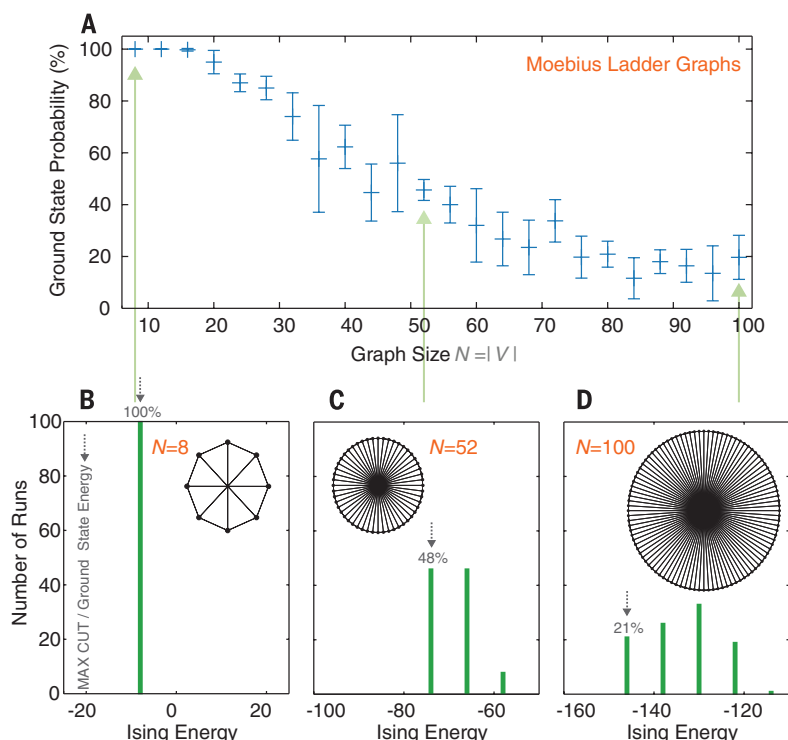 A
Moebius Ladder Graphs
Ground State Probability (%)
100
80
60
40
20
0
10 20 30 40 50 60 70 80 90 100
Graph Size N =| V |
B
C
D
100%
N=8
N=52
N=100
48%
21%
MAX CUT / Ground State Energy
Number of Runs
100
80
60
40
20
0
-20 0 20
-100 -80 -60
-160 -140 -120
Ising Energy
Ising Energy
Ising Energy